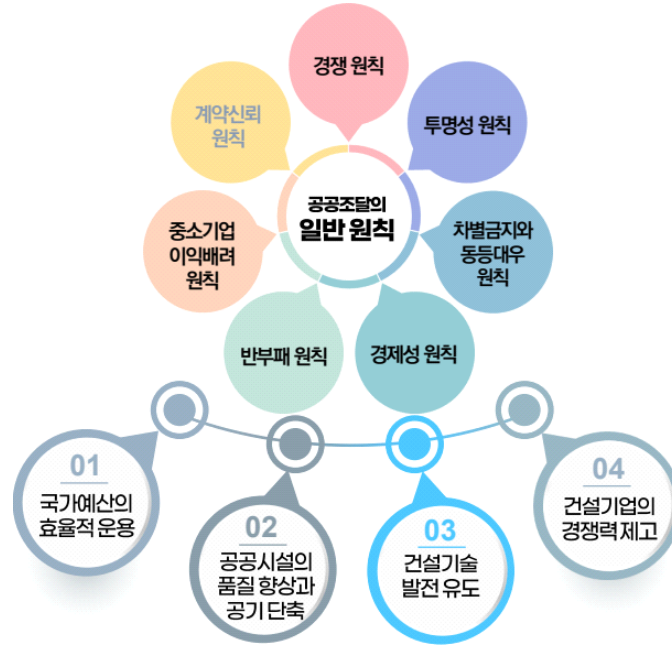 경쟁 원칙
계약신뢰
원칙
투명성 원칙
공공조달의
일반 원칙
중소기업
이익배려
원칙
차별금지와
동등대우
원칙
반부패 원칙
경제성 원칙
01
국가예산의
효율적 운용
02
공공시설의
품질 향상과
공기 단축
03
건설기술
발전 유도
04
건설기업의
경쟁력 제고